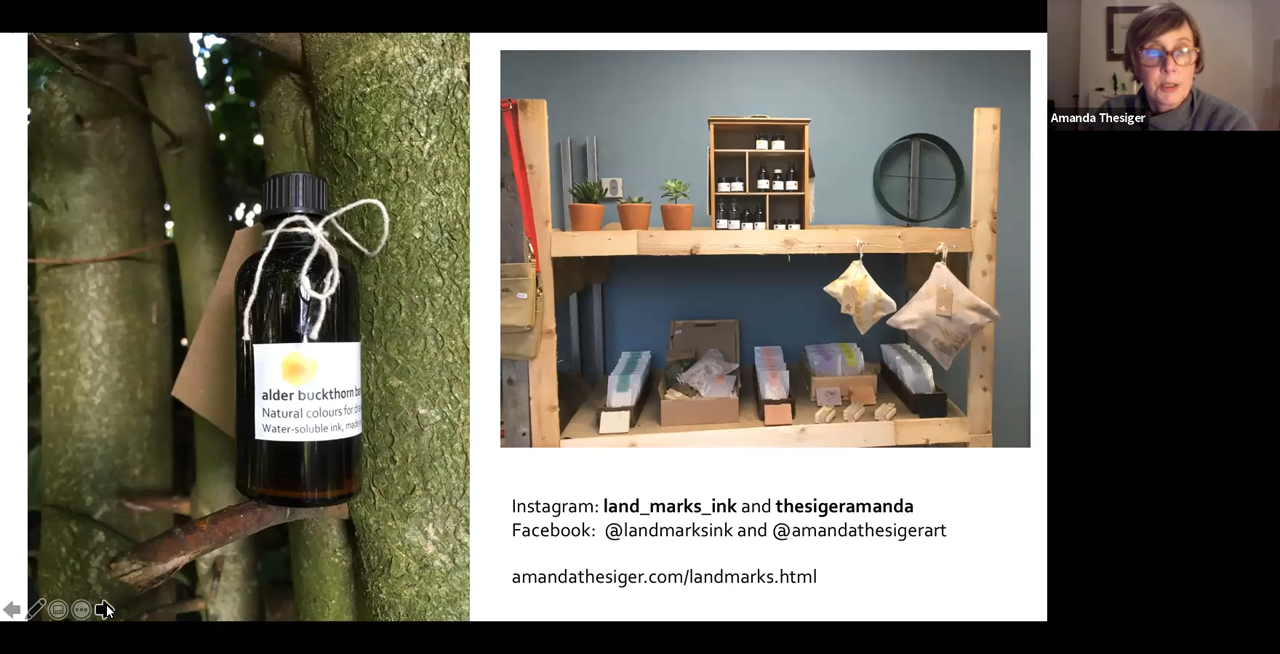 alder buckthorn
Natural colours for
Water-soluble ink,
Instagram: land_marks_ink and thesigeramanda
Facebook: @landmarksink and @amandathesigerart
amandathesiger.com/landmarks.html
Amanda Thesiger